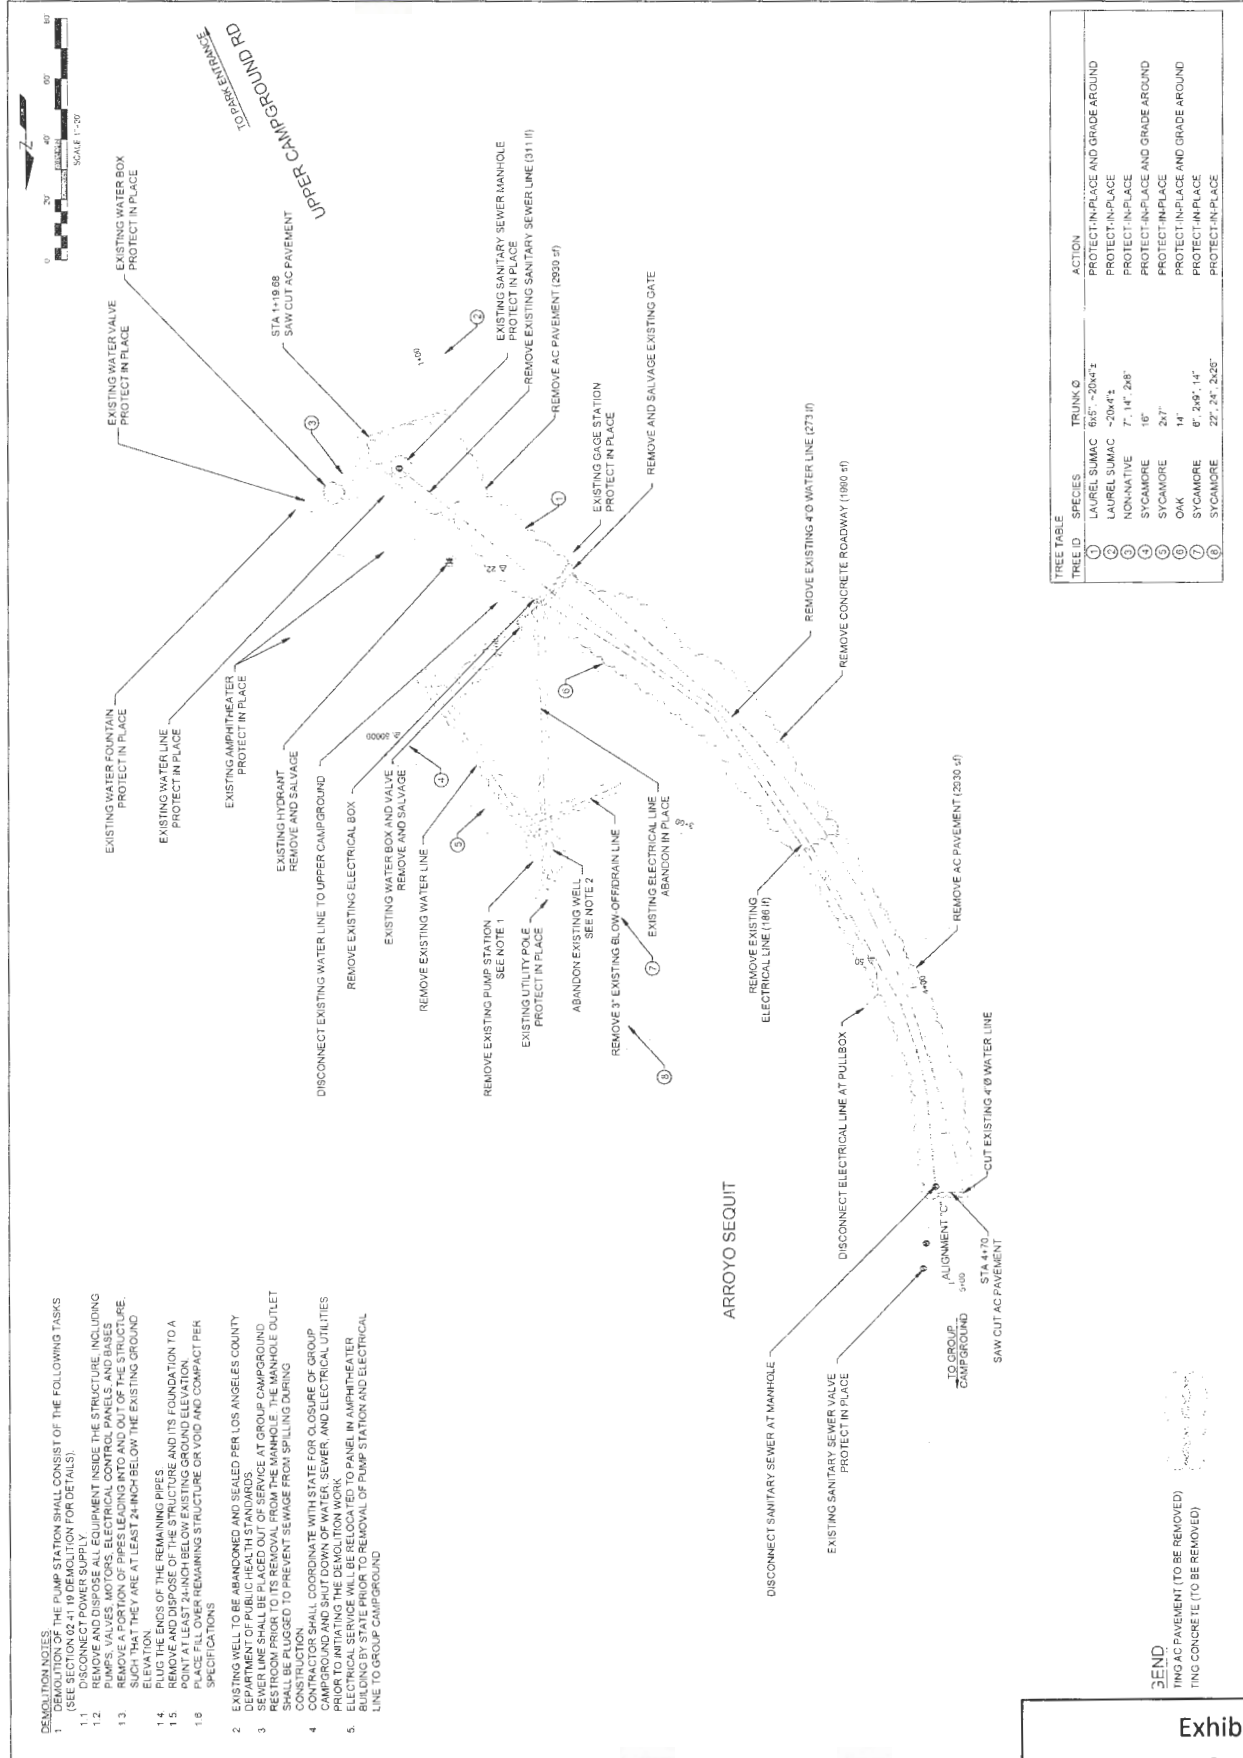 DEMOLITION NOTES
1 DEMOLITION OF THE PUMP STATION SHALL CONSIST OF THE FOLLOWING TASKS
(SEE SECTION 02 41 19 DEMOLITION FOR DETAILS).
1.1 DISCONNECT POWER SUPPLY.
1.2 REMOVE AND DISPOSE ALL EQUIPMENT INSIDE THE STRUCTURE, INCLUDING
PUMPS, VALVES, MOTORS, ELECTRICAL CONTROL PANELS, AND BASES
1.3 REMOVE A PORTION OF PIPES LEADING INTO AND OUT OF THE STRUCTURE,
SUCH THAT THEY ARE AT LEAST 24-INCH BELOW THE EXISTING GROUND
ELEVATION.
1.4 PLUG THE ENDS OF THE REMAINING PIPES.
1.5 REMOVE AND DISPOSE OF THE STRUCTURE AND ITS FOUNDATION TO A
POINT AT LEAST 24-INCH BELOW EXISTING GROUND ELEVATION.
1.6 PLACE FILL OVER REMAINING STRUCTURE OR VOID AND COMPACT PER
SPECIFICATIONS
2 EXISTING WELL TO BE ABANDONED AND SEALED PER LOS ANGELES COUNTY
DEPARTMENT OF PUBLIC HEALTH STANDARDS.
3 SEWER LINE SHALL BE PLACED OUT OF SERVICE AT GROUP CAMPGROUND
RESTROOM PRIOR TO ITS REMOVAL FROM THE MANHOLE. THE MANHOLE OUTLET
SHALL BE PLUGGED TO PREVENT SEWAGE FROM SPILLING DURING
CONSTRUCTION.
4 CONTRACTOR SHALL COORDINATE WITH STATE FOR CLOSURE OF GROUP
CAMPGROUND AND SHUT DOWN OF WATER, SEWER, AND ELECTRICAL UTILITIES
PRIOR TO INITIATING THE DEMOLITION WORK
5. ELECTRICAL SERVICE WILL BE RELOCATED TO PANEL IN AMPHITHEATER
BUILDING BY STATE PRIOR TO REMOVAL OF PUMP STATION AND ELECTRICAL
LINE TO GROUP CAMPGROUND
Z
0 20' 40' 60' 80'
SCALE 1"=20'
TO PARK ENTRANCE
UPPER CAMPGROUND RD
EXISTING WATER VALVE
PROTECT IN PLACE
EXISTING WATER BOX
PROTECT IN PLACE
STA 1+19.68
SAW CUT AC PAVEMENT
EXISTING WATER FOUNTAIN
PROTECT IN PLACE
EXISTING WATER LINE
PROTECT IN PLACE
EXISTING AMPHITHEATER
PROTECT IN PLACE
EXISTING HYDRANT
REMOVE AND SALVAGE
DISCONNECT EXISTING WATER LINE TO UPPER CAMPGROUND
REMOVE EXISTING ELECTRICAL BOX
EXISTING WATER BOX AND VALVE
REMOVE AND SALVAGE
REMOVE EXISTING WATER LINE
REMOVE EXISTING PUMP STATION
SEE NOTE 1
EXISTING UTILITY POLE
PROTECT IN PLACE
ABANDON EXISTING WELL
SEE NOTE 2
REMOVE 3" EXISTING BLOW-OFF/DRAIN LINE
EXISTING ELECTRICAL LINE
ABANDON IN PLACE
EXISTING SANITARY SEWER MANHOLE
PROTECT IN PLACE
REMOVE EXISTING SANITARY SEWER LINE (311 lf)
REMOVE AC PAVEMENT (2930 sf)
EXISTING GAGE STATION
PROTECT IN PLACE
REMOVE AND SALVAGE EXISTING GATE
REMOVE EXISTING 4"Ø WATER LINE (273 lf)
REMOVE CONCRETE ROADWAY (1990 sf)
REMOVE EXISTING
ELECTRICAL LINE (186 lf)
REMOVE AC PAVEMENT (2930 sf)
DISCONNECT ELECTRICAL LINE AT PULLBOX
CUT EXISTING 4"Ø WATER LINE
ARROYO SEQUIT
DISCONNECT SANITARY SEWER AT MANHOLE
EXISTING SANITARY SEWER VALVE
PROTECT IN PLACE
ALIGNMENT "C"
STA 4+70
SAW CUT AC PAVEMENT
TO GROUP
CAMPGROUND
1+00
4+00
5+00
1
2
3
4
5
6
7
8
TREE TABLE
TREE ID SPECIES TRUNK Ø ACTION
1 LAUREL SUMAC 6x5", ~20x4"± PROTECT-IN-PLACE AND GRADE AROUND
2 LAUREL SUMAC ~20x4"± PROTECT-IN-PLACE
3 NON-NATIVE 7", 14", 2x8" PROTECT-IN-PLACE
4 SYCAMORE 16" PROTECT-IN-PLACE AND GRADE AROUND
5 SYCAMORE 2x7" PROTECT-IN-PLACE
6 OAK 14" PROTECT-IN-PLACE AND GRADE AROUND
7 SYCAMORE 6", 2x9", 14" PROTECT-IN-PLACE
8 SYCAMORE 22", 24", 2x26" PROTECT-IN-PLACE
GEND
TING AC PAVEMENT (TO BE REMOVED)
TING CONCRETE (TO BE REMOVED)
Exhib